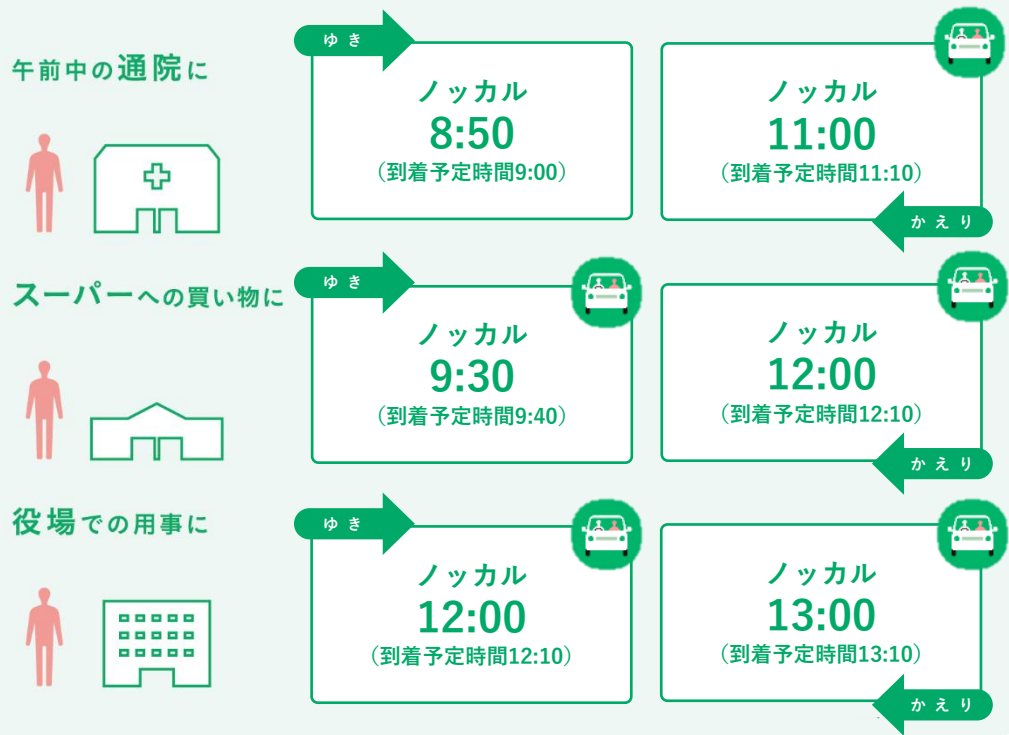 午前中の通院に
ゆき
ノッカル
8:50
（到着予定時間9:00）
ノッカル
11:00
（到着予定時間11:10）
かえり
スーパーへの買い物に
ゆき
ノッカル
9:30
（到着予定時間9:40）
ノッカル
12:00
（到着予定時間12:10）
かえり
役場での用事に
ゆき
ノッカル
12:00
（到着予定時間12:10）
ノッカル
13:00
（到着予定時間13:10）
かえり